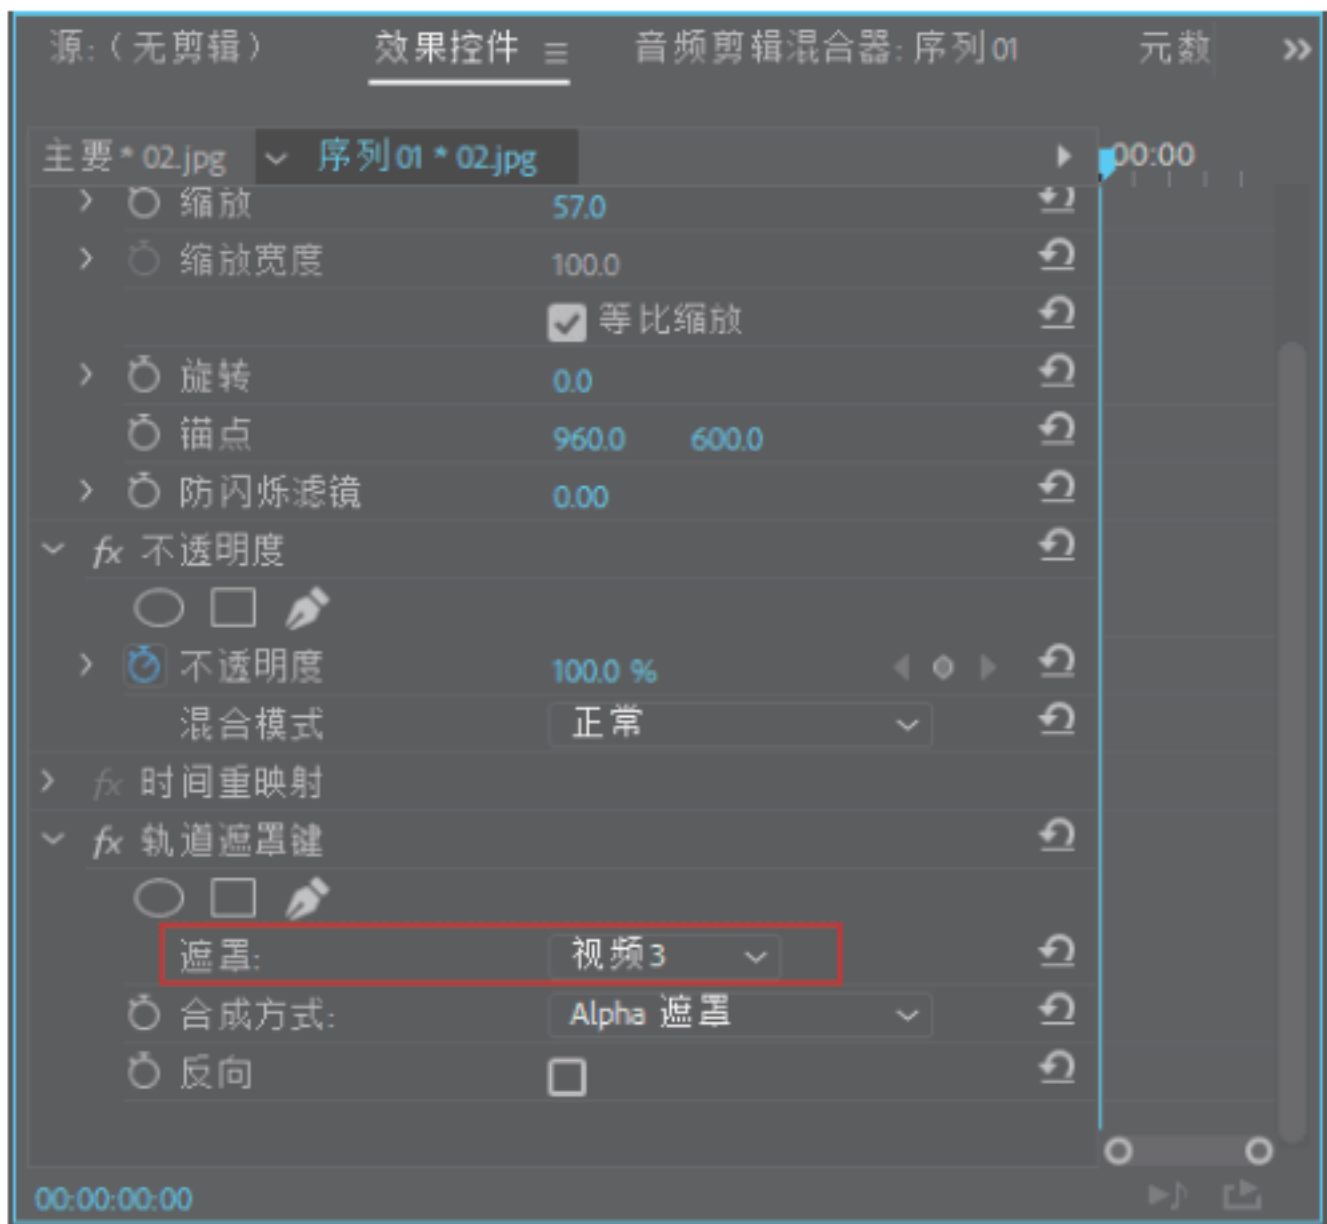 源:（无剪辑） 效果控件 音频剪辑混合器: 序列 01 元数
主要 * 02.jpg 序列 01 * 02.jpg 00:00
缩放 57.0
缩放宽度 100.0
等比缩放
旋转 0.0
锚点 960.0 600.0
防闪烁滤镜 0.00
fx 不透明度
不透明度 100.0 %
混合模式 正常
fx 时间重映射
fx 轨道遮罩键
遮罩: 视频 3
合成方式: Alpha 遮罩
反向
00:00:00:00